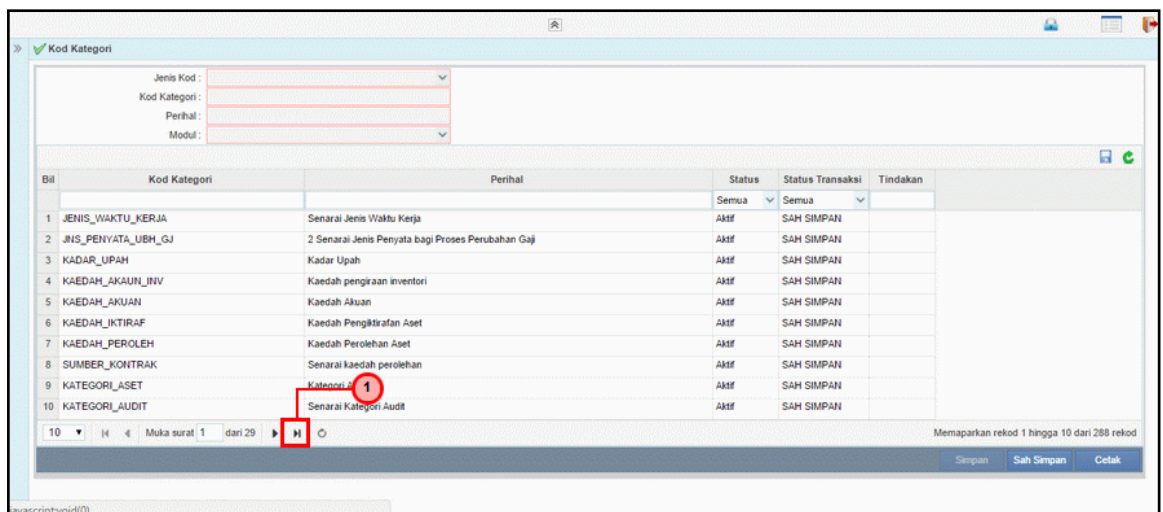 Kod Kategori
Jenis Kod :
Kod Kategori :
Perihal :
Modul :
Bil Kod Kategori Perihal Status Status Transaksi Tindakan
Semua Semua
1 JENIS_WAKTU_KERJA Senarai Jenis Waktu Kerja Aktif SAH SIMPAN
2 JNS_PENYATA_UBH_GJ 2 Senarai Jenis Penyata bagi Proses Perubahan Gaji Aktif SAH SIMPAN
3 KADAR_UPAH Kadar Upah Aktif SAH SIMPAN
4 KAEDAH_AKAUN_INV Kaedah pengiraan inventori Aktif SAH SIMPAN
5 KAEDAH_AKUAN Kaedah Akuan Aktif SAH SIMPAN
6 KAEDAH_IKTIRAF Kaedah Pengiktirafan Aset Aktif SAH SIMPAN
7 KAEDAH_PEROLEH Kaedah Perolehan Aset Aktif SAH SIMPAN
8 SUMBER_KONTRAK Senarai kaedah perolehan Aktif SAH SIMPAN
9 KATEGORI_ASET Kategori A 1 Aktif SAH SIMPAN
10 KATEGORI_AUDIT Senarai Kategori Audit Aktif SAH SIMPAN
10 Muka surat 1 dari 29 Memaparkan rekod 1 hingga 10 dari 288 rekod
Simpan Sah Simpan Cetak